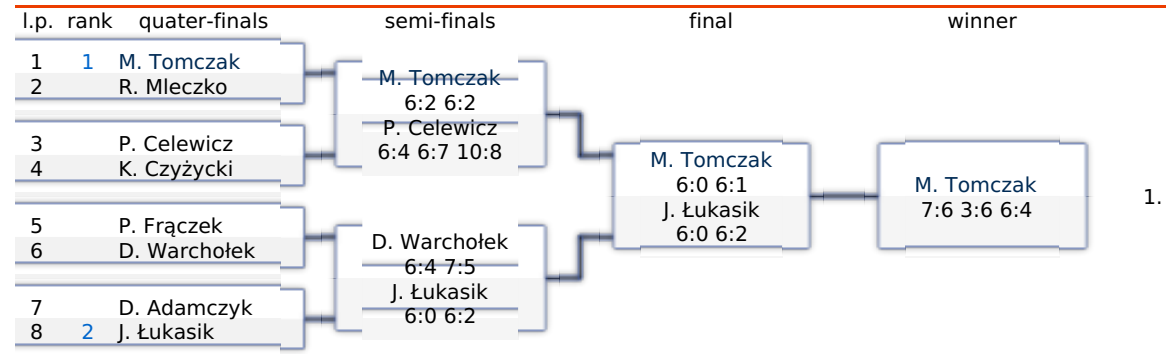 l.p. rank quater-finals semi-finals final winner
1 1 M. Tomczak
2 R. Mleczko
3 P. Celewicz
4 K. Czyżycki
5 P. Frączek
6 D. Warchołek
7 D. Adamczyk
8 2 J. Łukasik
M. Tomczak
6:2 6:2
P. Celewicz
6:4 6:7 10:8
D. Warchołek
6:4 7:5
J. Łukasik
6:0 6:2
M. Tomczak
6:0 6:1
J. Łukasik
6:0 6:2
M. Tomczak
7:6 3:6 6:4
1.